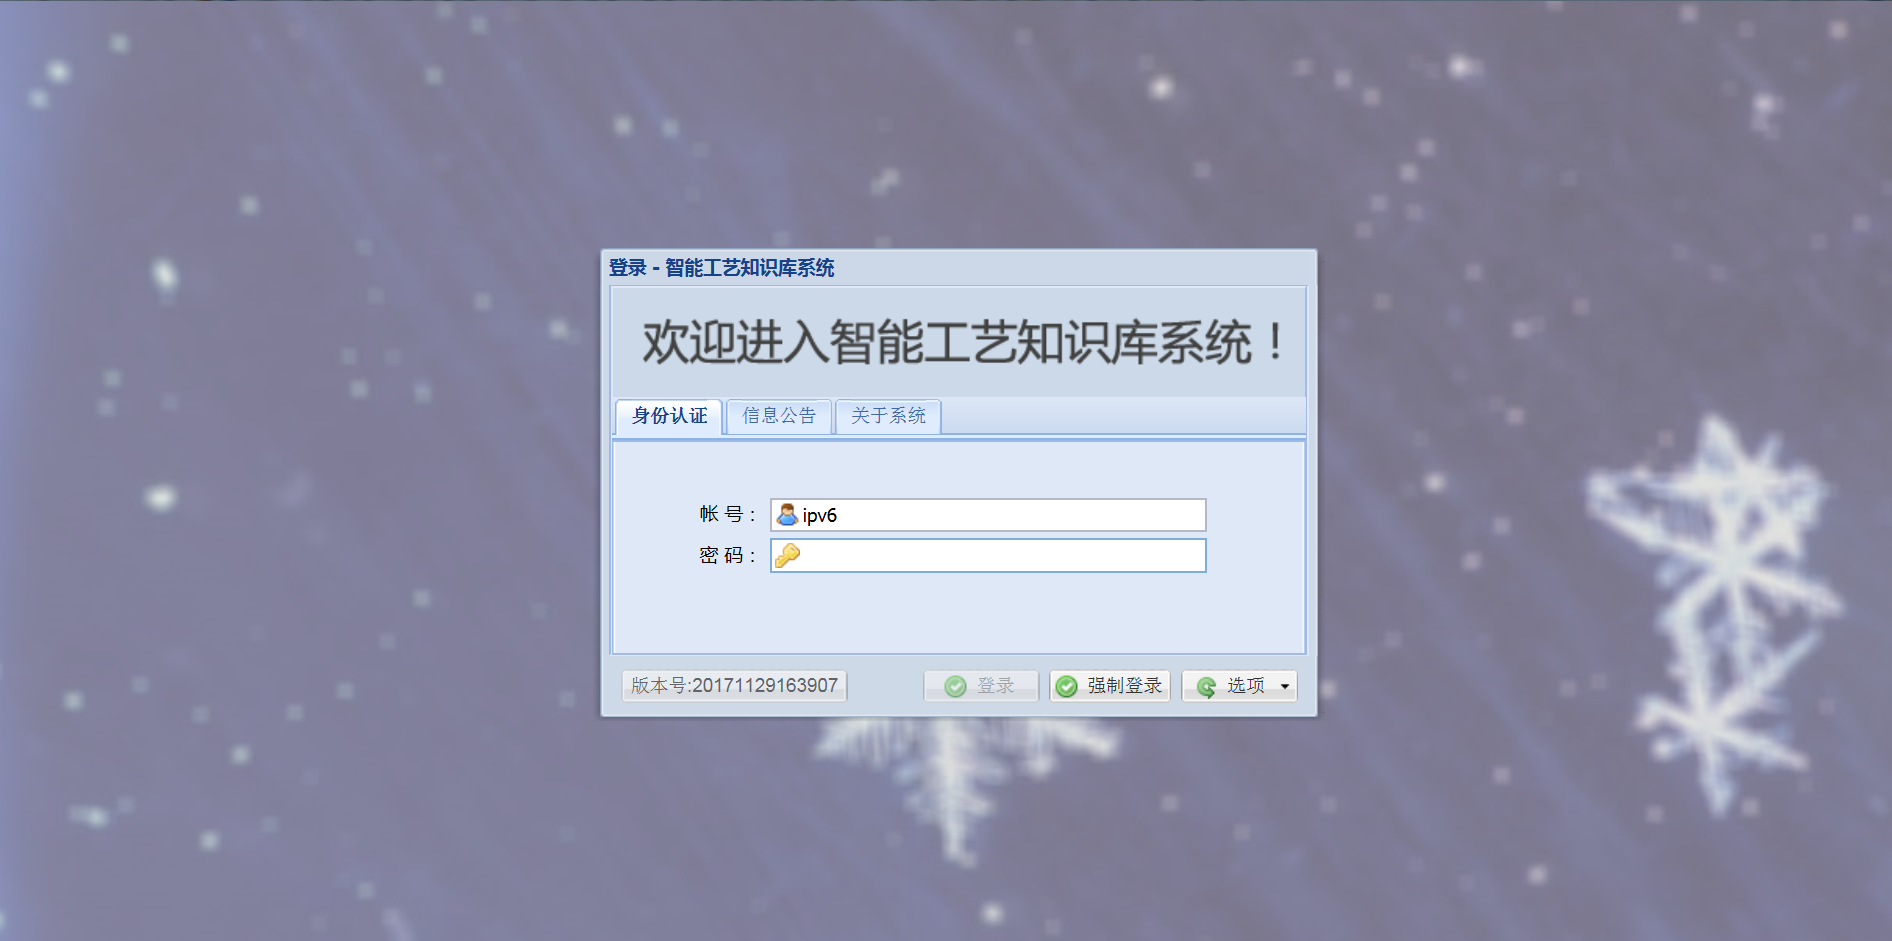 登录 - 智能工艺知识库系统
欢迎进入智能工艺知识库系统！
身份认证 信息公告 关于系统
帐 号： ipv6
密 码：
版本号:20171129163907 登录 强制登录 选项